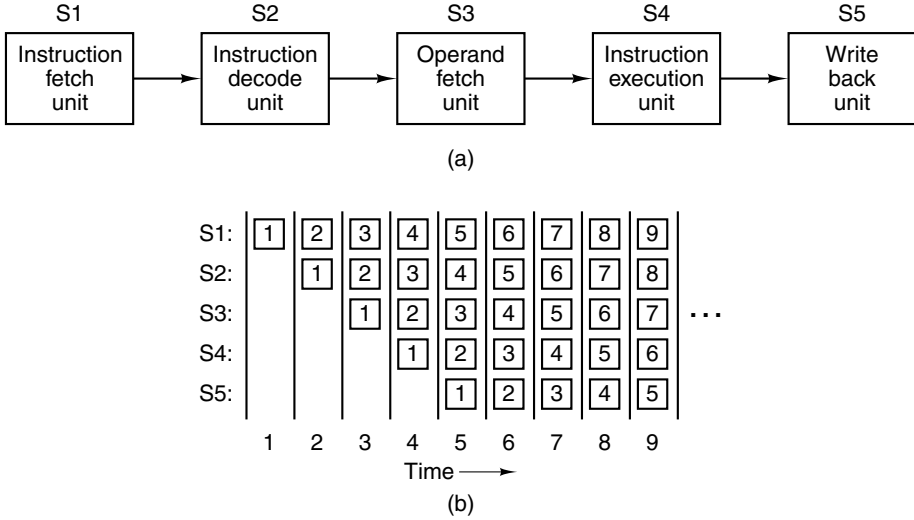 S1 S2 S3 S4 S5
Instruction fetch unit
Instruction decode unit
Operand fetch unit
Instruction execution unit
Write back unit
(a)
S1: 1 2 3 4 5 6 7 8 9
S2: 1 2 3 4 5 6 7 8
S3: 1 2 3 4 5 6 7 ...
S4: 1 2 3 4 5 6
S5: 1 2 3 4 5
1 2 3 4 5 6 7 8 9
Time
(b)